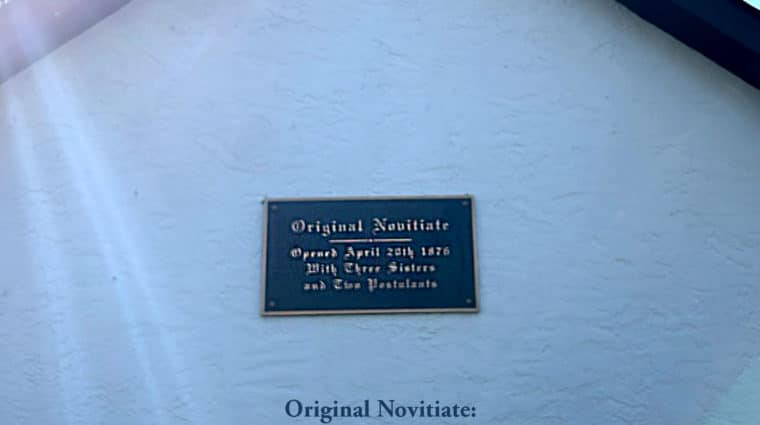 Original Novitiate
Opened April 20th 1876
With Three Sisters
and Two Postulants
Original Novitiate: